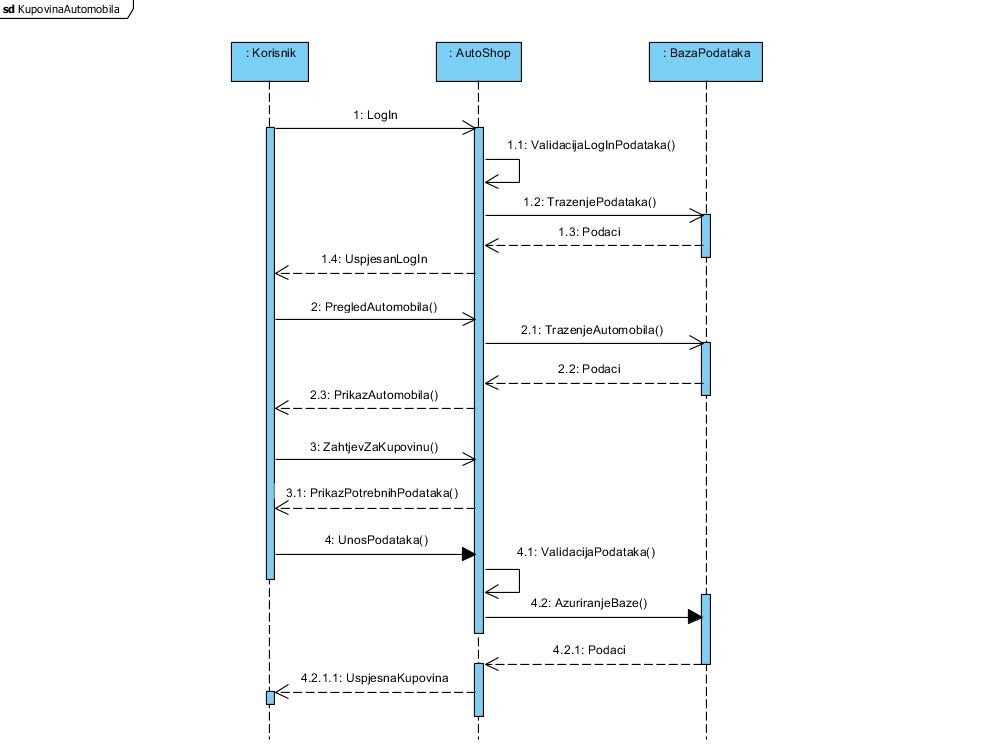 sd KupovinaAutomobila
: Korisnik
: AutoShop
: BazaPodataka
1: LogIn
1.1: ValidacijaLogInPodataka()
1.2: TrazenjePodataka()
1.3: Podaci
1.4: UspjesanLogIn
2: PregledAutomobila()
2.1: TrazenjeAutomobila()
2.2: Podaci
2.3: PrikazAutomobila()
3: ZahtjevZaKupovinu()
3.1: PrikazPotrebnihPodataka()
4: UnosPodataka()
4.1: ValidacijaPodataka()
4.2: AzuriranjeBaze()
4.2.1: Podaci
4.2.1.1: UspjesnaKupovina